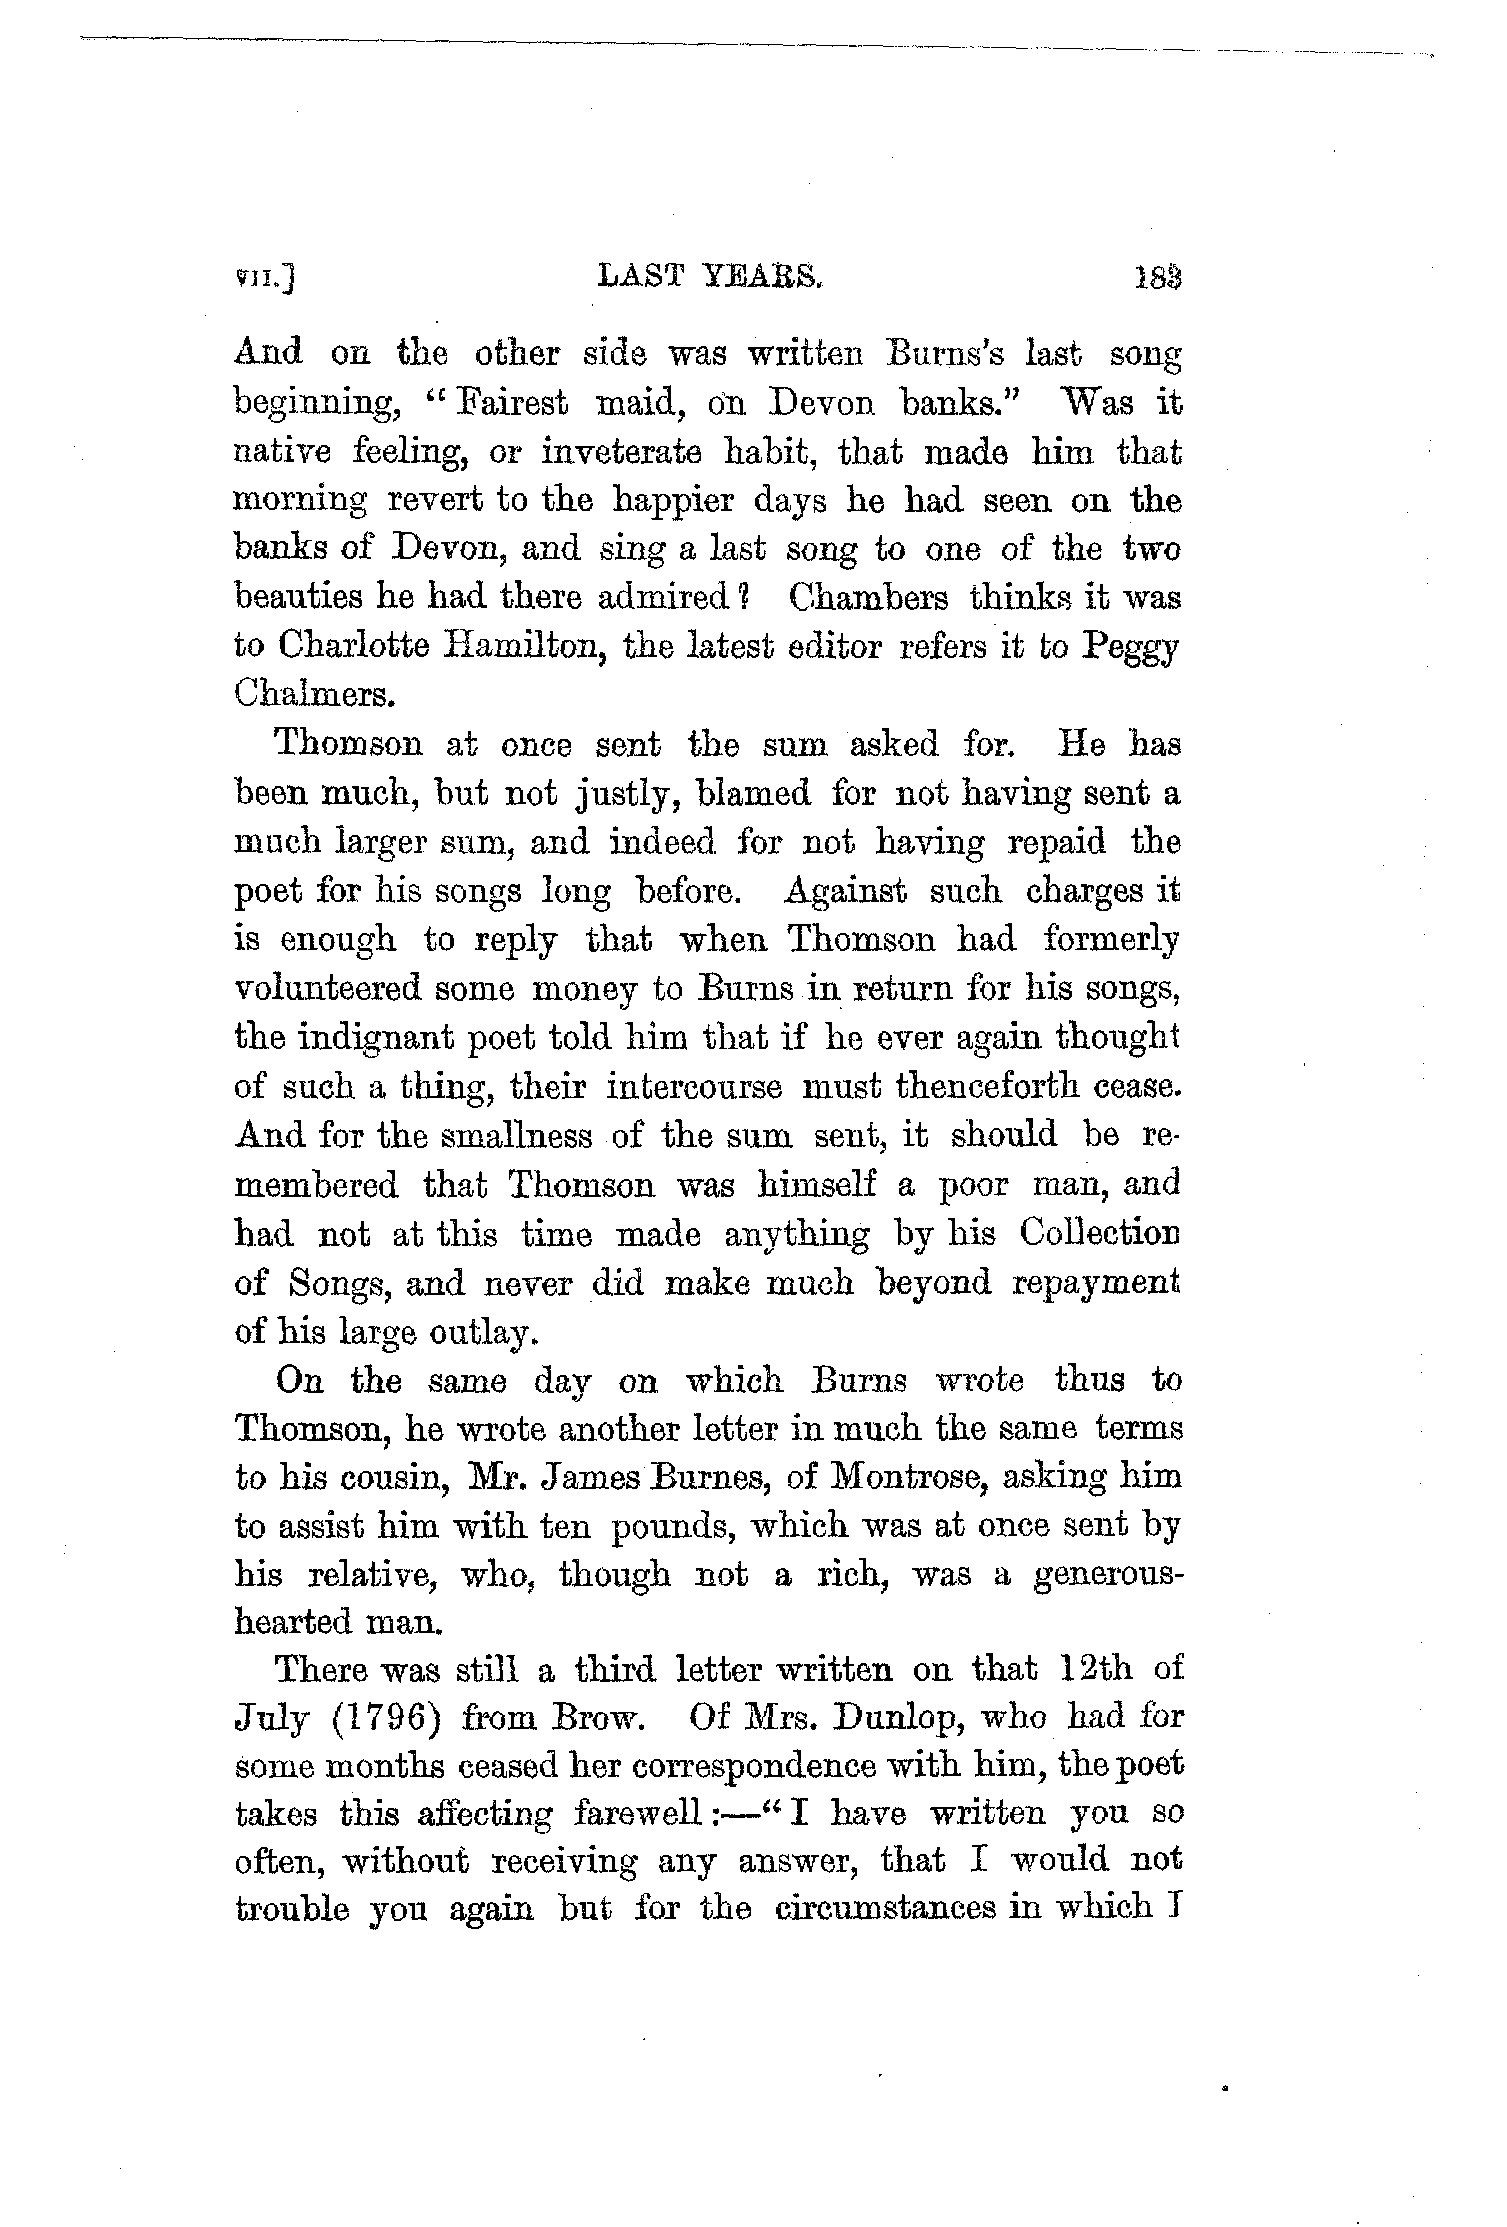 VII.] LAST YEARS. 183
And on the other side was written Burns's last song
beginning, "Fairest maid, on Devon banks." Was it
native feeling, or inveterate habit, that made him that
morning revert to the happier days he had seen on the
banks of Devon, and sing a last song to one of the two
beauties he had there admired? Chambers thinks it was
to Charlotte Hamilton, the latest editor refers it to Peggy
Chalmers.
Thomson at once sent the sum asked for. He has
been much, but not justly, blamed for not having sent a
much larger sum, and indeed for not having repaid the
poet for his songs long before. Against such charges it
is enough to reply that when Thomson had formerly
volunteered some money to Burns in return for his songs,
the indignant poet told him that if he ever again thought
of such a thing, their intercourse must thenceforth cease.
And for the smallness of the sum sent, it should be re-
membered that Thomson was himself a poor man, and
had not at this time made anything by his Collection
of Songs, and never did make much beyond repayment
of his large outlay.
On the same day on which Burns wrote thus to
Thomson, he wrote another letter in much the same terms
to his cousin, Mr. James Burnes, of Montrose, asking him
to assist him with ten pounds, which was at once sent by
his relative, who, though not a rich, was a generous-
hearted man.
There was still a third letter written on that 12th of
July (1796) from Brow. Of Mrs. Dunlop, who had for
some months ceased her correspondence with him, the poet
takes this affecting farewell:—"I have written you so
often, without receiving any answer, that I would not
trouble you again but for the circumstances in which I